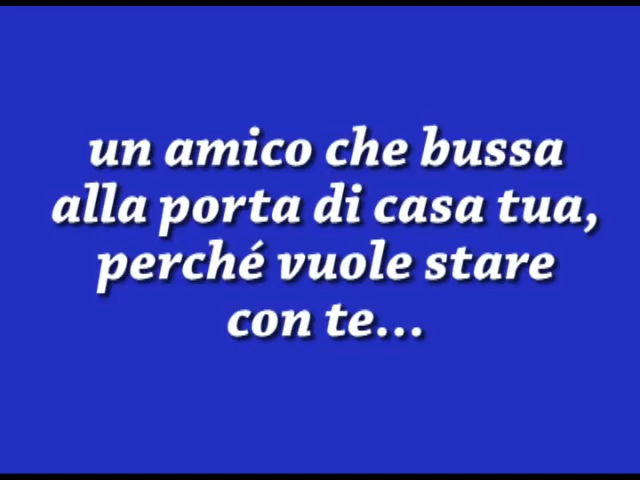 un amico che bussa
alla porta di casa tua,
perché vuole stare
con te...